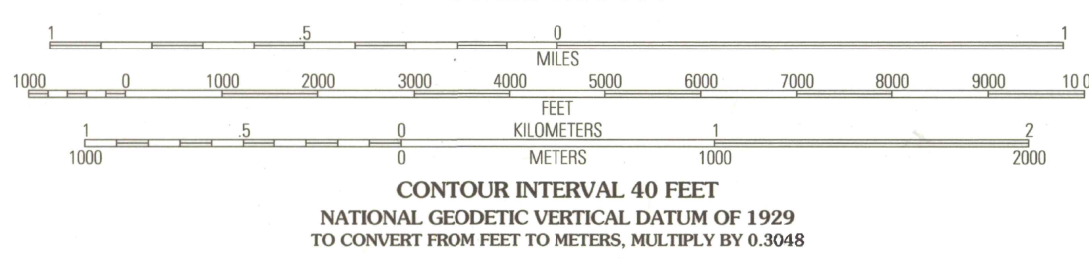 1 .5 0 1
MILES
1000 0 1000 2000 3000 4000 5000 6000 7000 8000 9000 10 0
FEET
1 .5 0 KILOMETERS 1 2
1000 0 METERS 1000 2000
CONTOUR INTERVAL 40 FEET
NATIONAL GEODETIC VERTICAL DATUM OF 1929
TO CONVERT FROM FEET TO METERS, MULTIPLY BY 0.3048